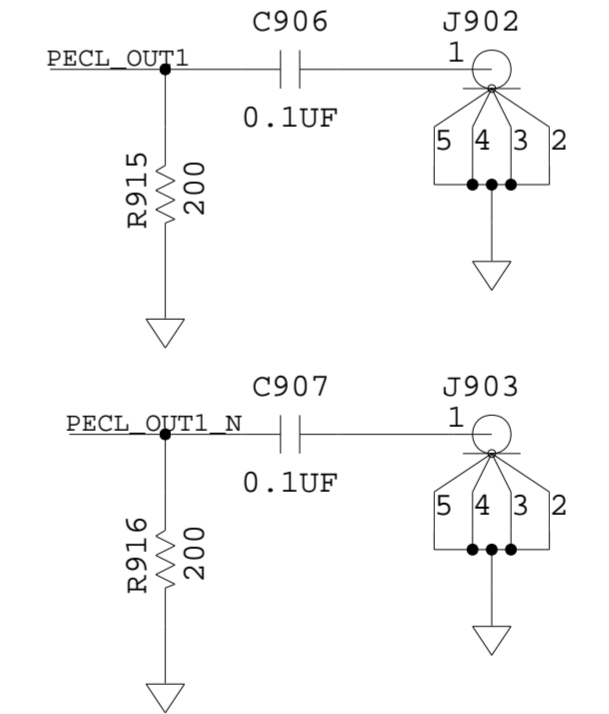 C906
J902
PECL_OUT1
1
0.1UF
5
4
3
2
R915
200
C907
J903
PECL_OUT1_N
1
0.1UF
5
4
3
2
R916
200